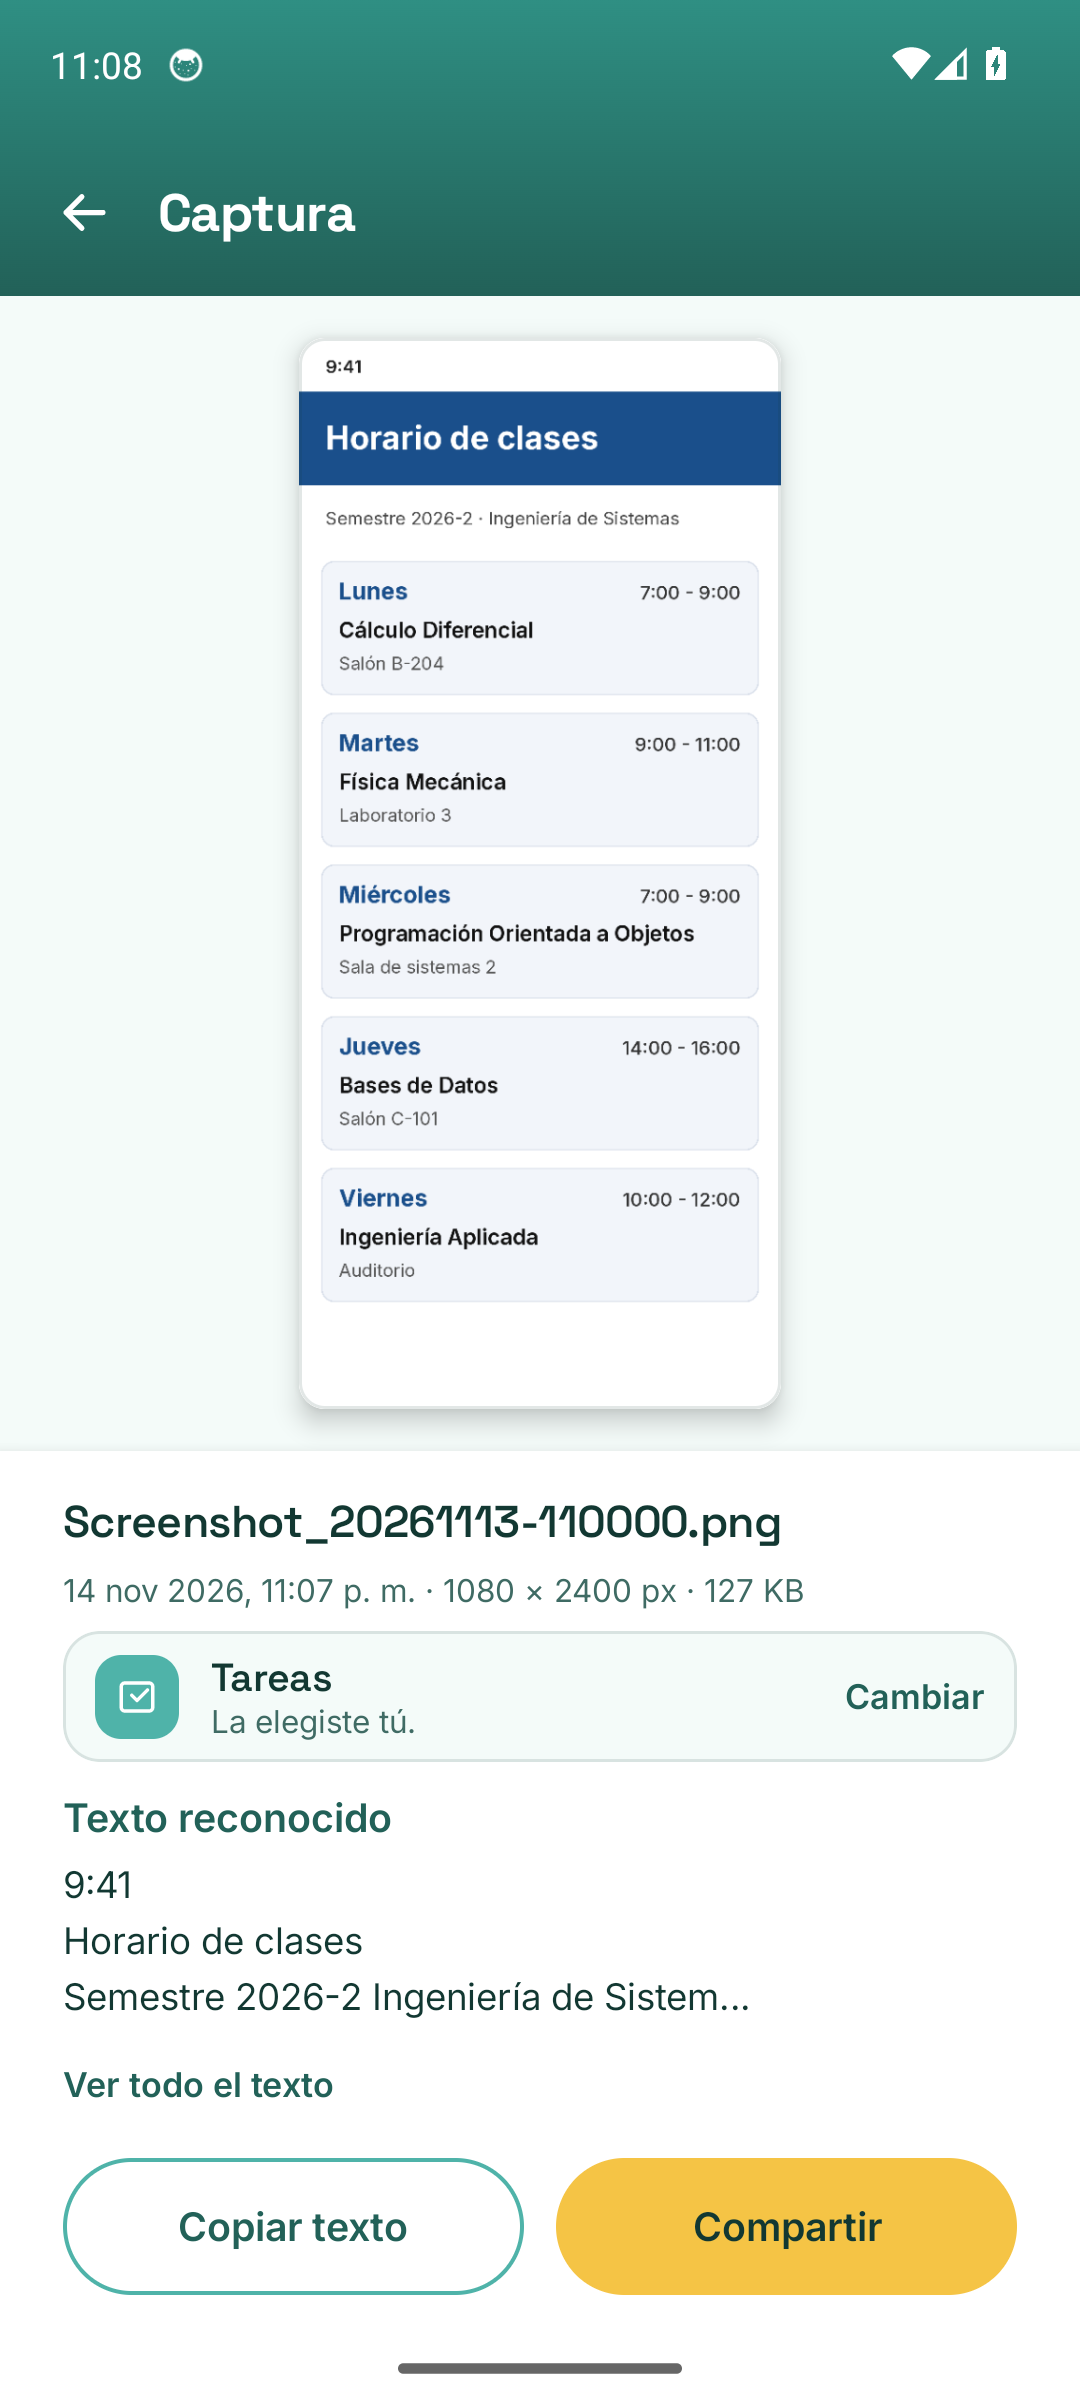 11:08
Captura
9:41
Horario de clases
Semestre 2026-2 · Ingeniería de Sistemas
Lunes 7:00 - 9:00
Cálculo Diferencial
Salón B-204
Martes 9:00 - 11:00
Física Mecánica
Laboratorio 3
Miércoles 7:00 - 9:00
Programación Orientada a Objetos
Sala de sistemas 2
Jueves 14:00 - 16:00
Bases de Datos
Salón C-101
Viernes 10:00 - 12:00
Ingeniería Aplicada
Auditorio
Screenshot_20261113-110000.png
14 nov 2026, 11:07 p. m. · 1080 × 2400 px · 127 KB
Tareas
La elegiste tú.
Cambiar
Texto reconocido
9:41
Horario de clases
Semestre 2026-2 Ingeniería de Sistem...
Ver todo el texto
Copiar texto
Compartir